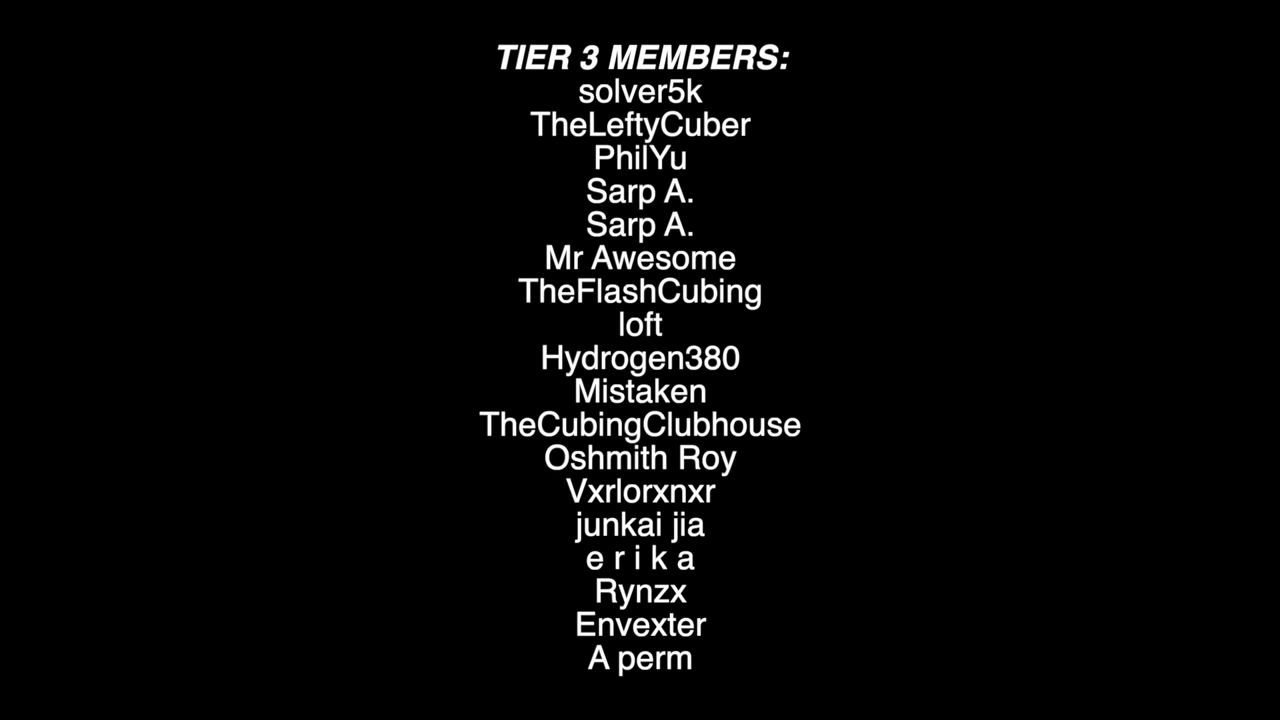 TIER 3 MEMBERS:
solver5k
TheLeftyCuber
PhilYu
Sarp A.
Sarp A.
Mr Awesome
TheFlashCubing
loft
Hydrogen380
Mistaken
TheCubingClubhouse
Oshmith Roy
Vxrlorxnxr
junkai jia
e r i k a
Rynzx
Envexter
A perm